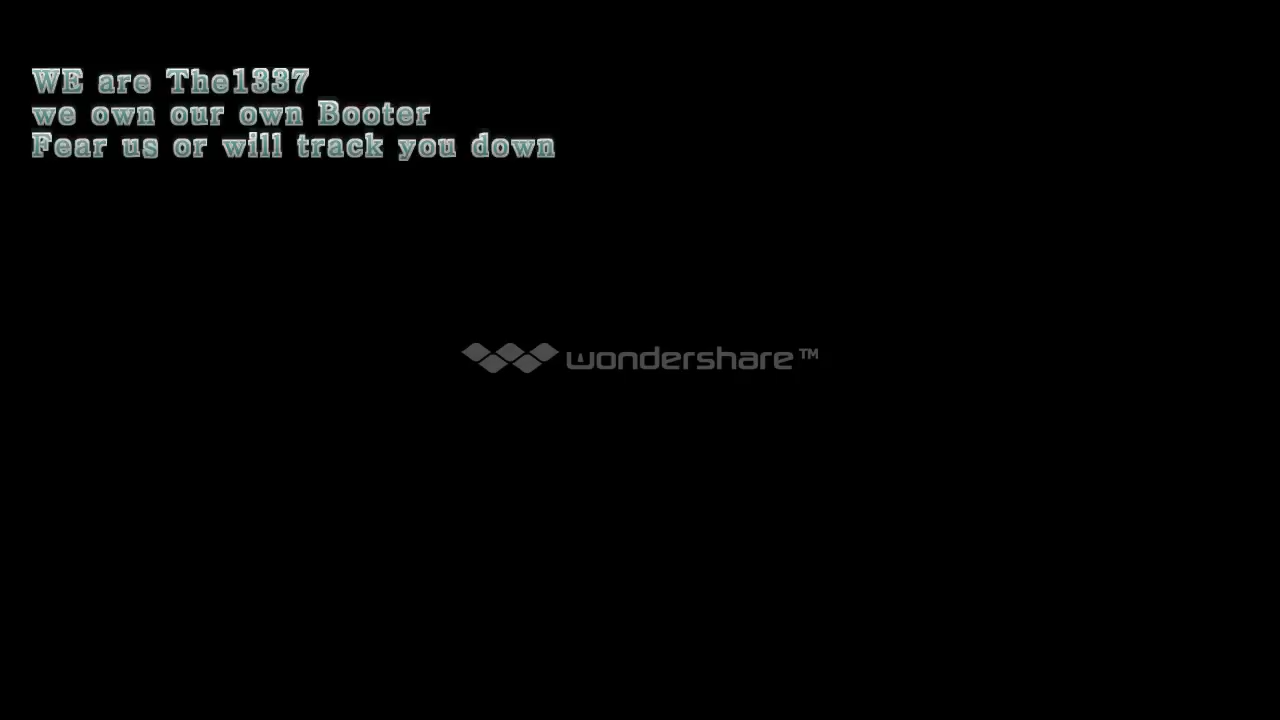 WE are The1337
we own our own Booter
Fear us or will track you down
wondershare™